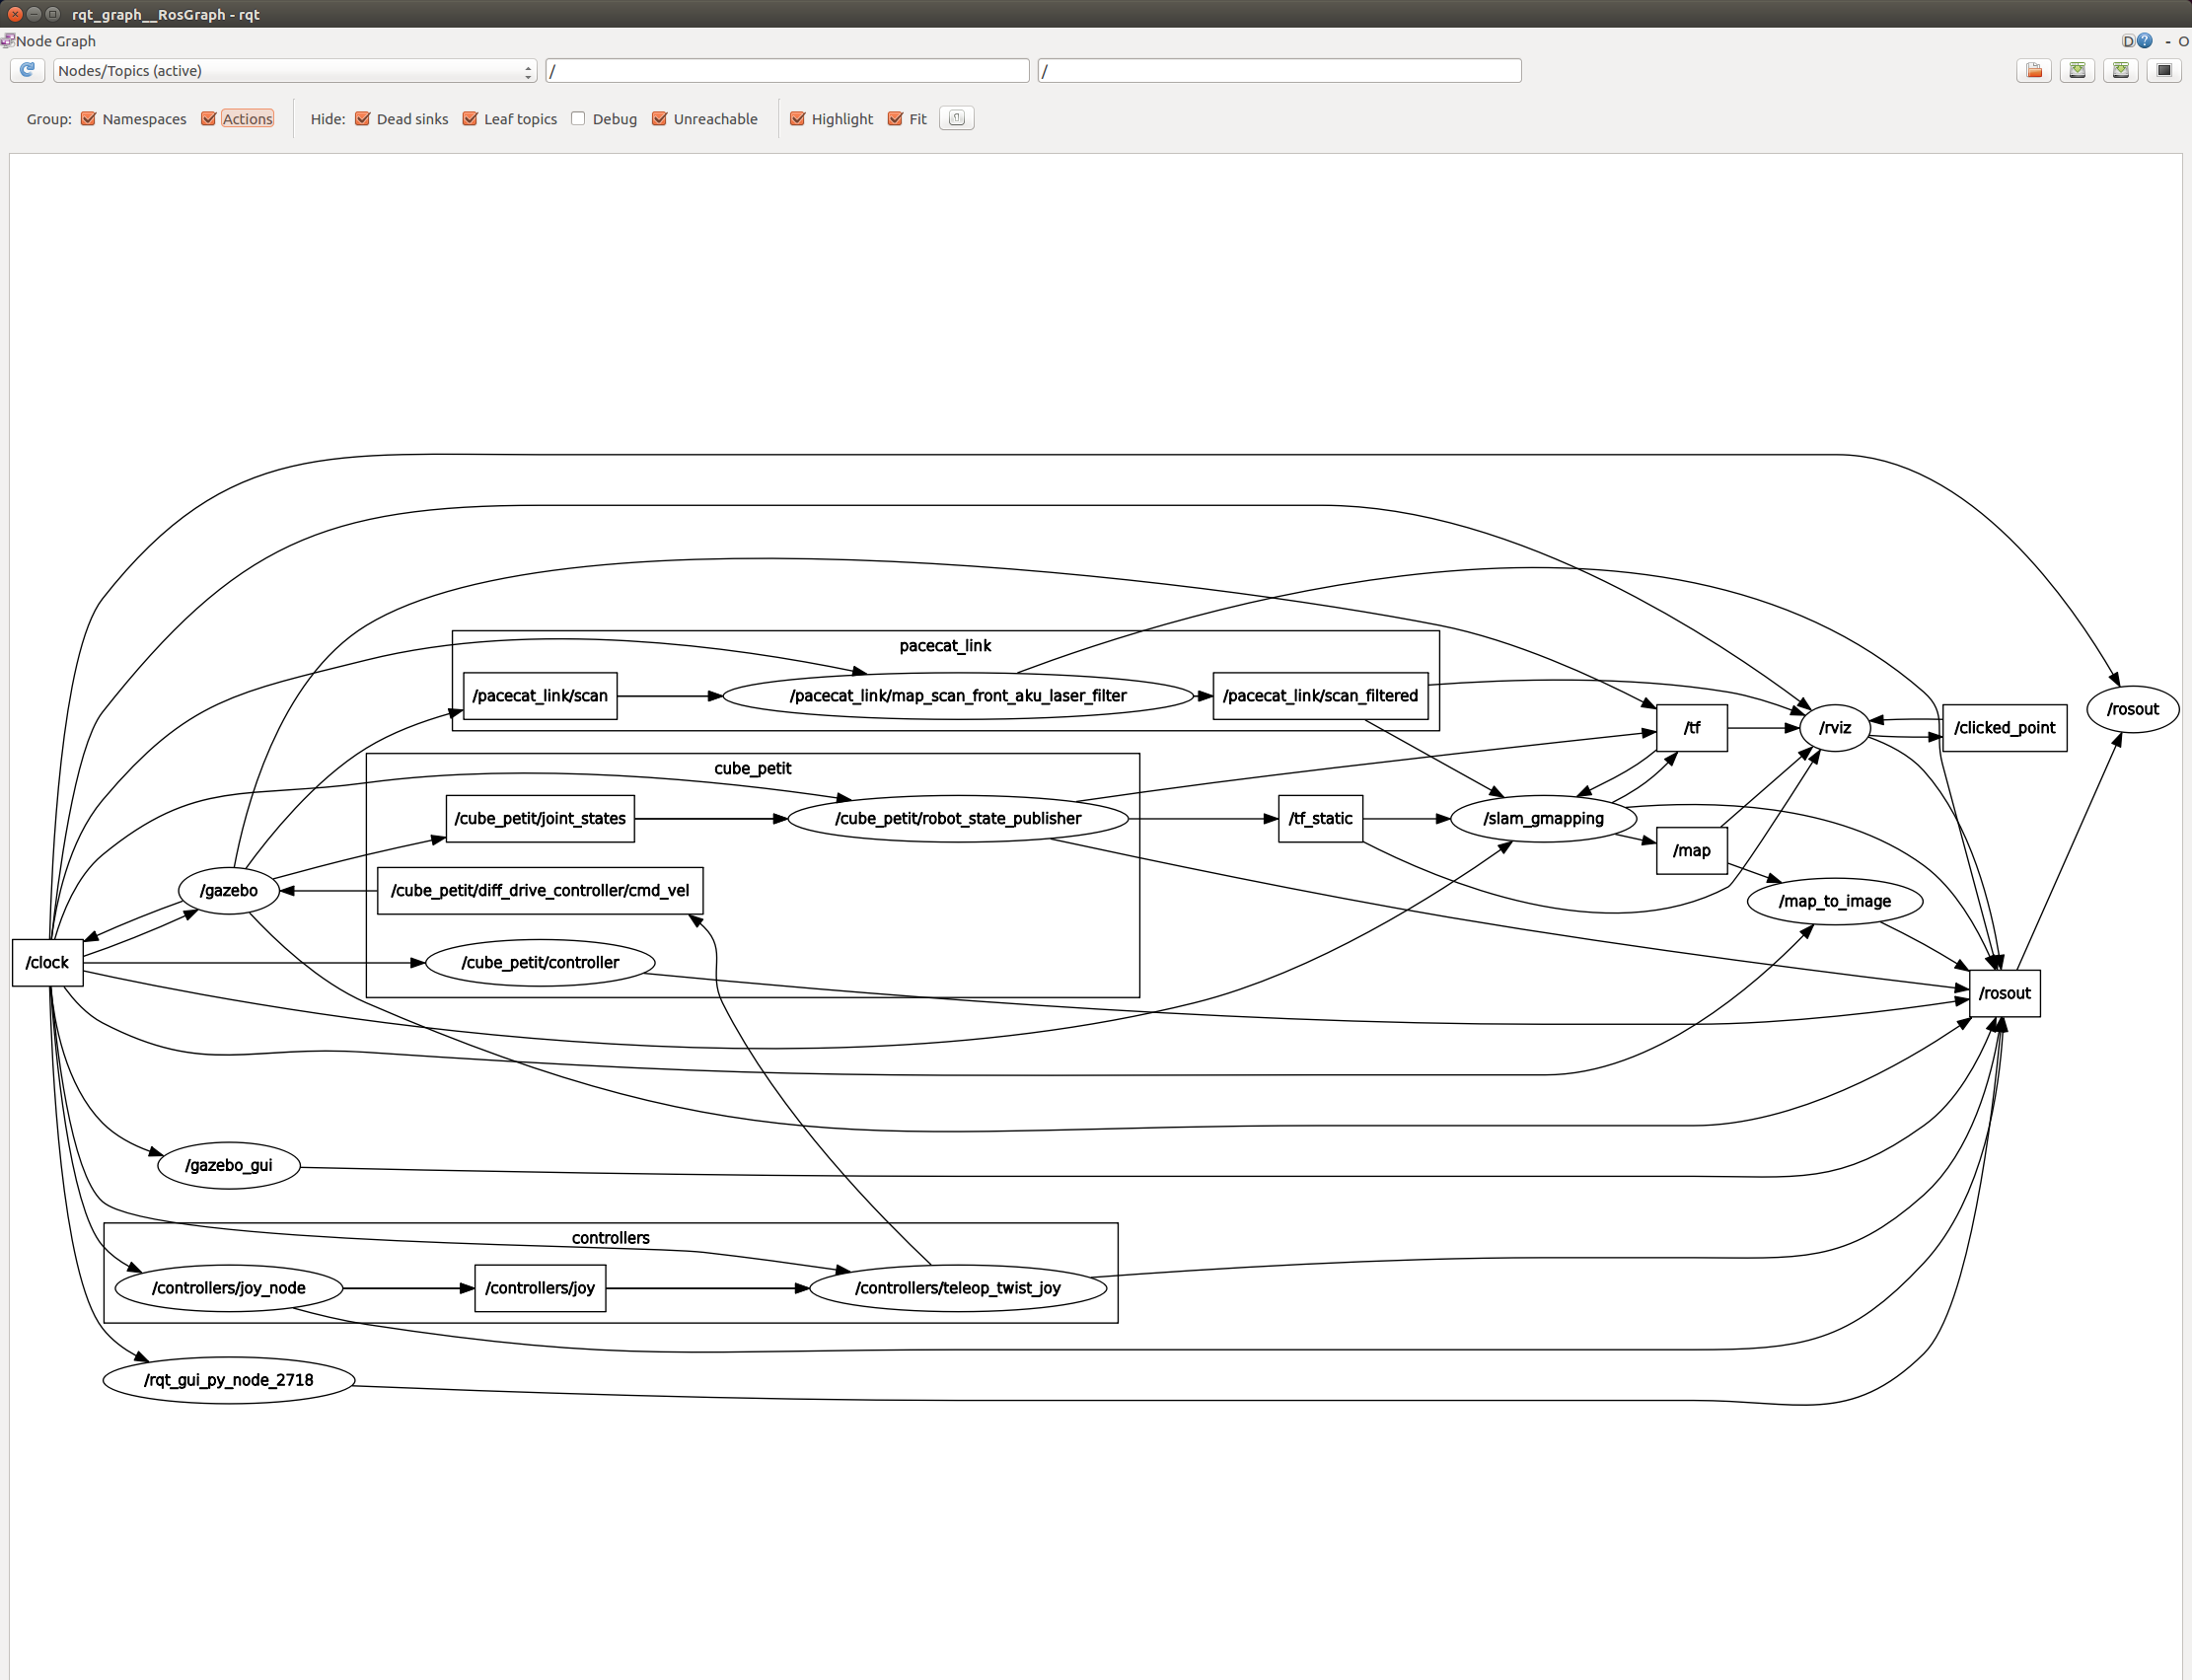 rqt_graph__RosGraph - rqt
Node Graph
D ? - O
Nodes/Topics (active) / /
Group: Namespaces Actions Hide: Dead sinks Leaf topics Debug Unreachable Highlight Fit
pacecat_link
/pacecat_link/scan /pacecat_link/map_scan_front_aku_laser_filter /pacecat_link/scan_filtered
/rosout
/tf /rviz /clicked_point
cube_petit
/cube_petit/joint_states /cube_petit/robot_state_publisher /tf_static /slam_gmapping
/map
/gazebo /cube_petit/diff_drive_controller/cmd_vel /map_to_image
/clock /cube_petit/controller
/rosout
/gazebo_gui
controllers
/controllers/joy_node /controllers/joy /controllers/teleop_twist_joy
/rqt_gui_py_node_2718